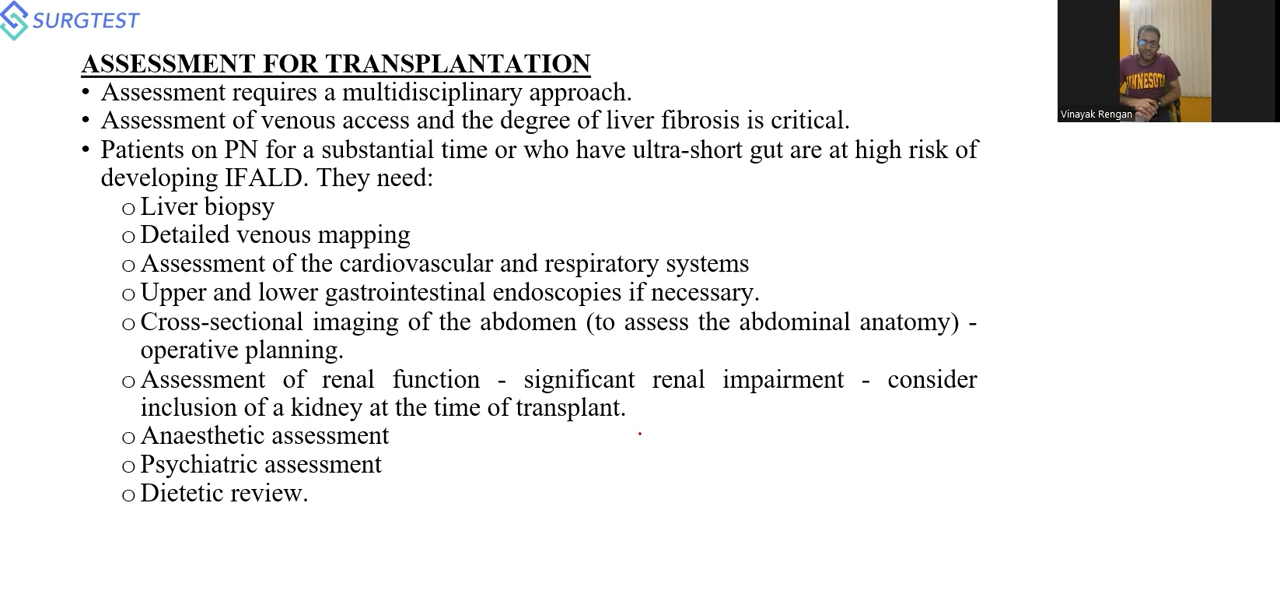 SURGTEST
ASSESSMENT FOR TRANSPLANTATION
• Assessment requires a multidisciplinary approach.
• Assessment of venous access and the degree of liver fibrosis is critical.
• Patients on PN for a substantial time or who have ultra-short gut are at high risk of
developing IFALD. They need:
o Liver biopsy
o Detailed venous mapping
o Assessment of the cardiovascular and respiratory systems
o Upper and lower gastrointestinal endoscopies if necessary.
o Cross-sectional imaging of the abdomen (to assess the abdominal anatomy) -
operative planning.
o Assessment of renal function - significant renal impairment - consider
inclusion of a kidney at the time of transplant.
o Anaesthetic assessment
o Psychiatric assessment
o Dietetic review.
Vinayak Rengan